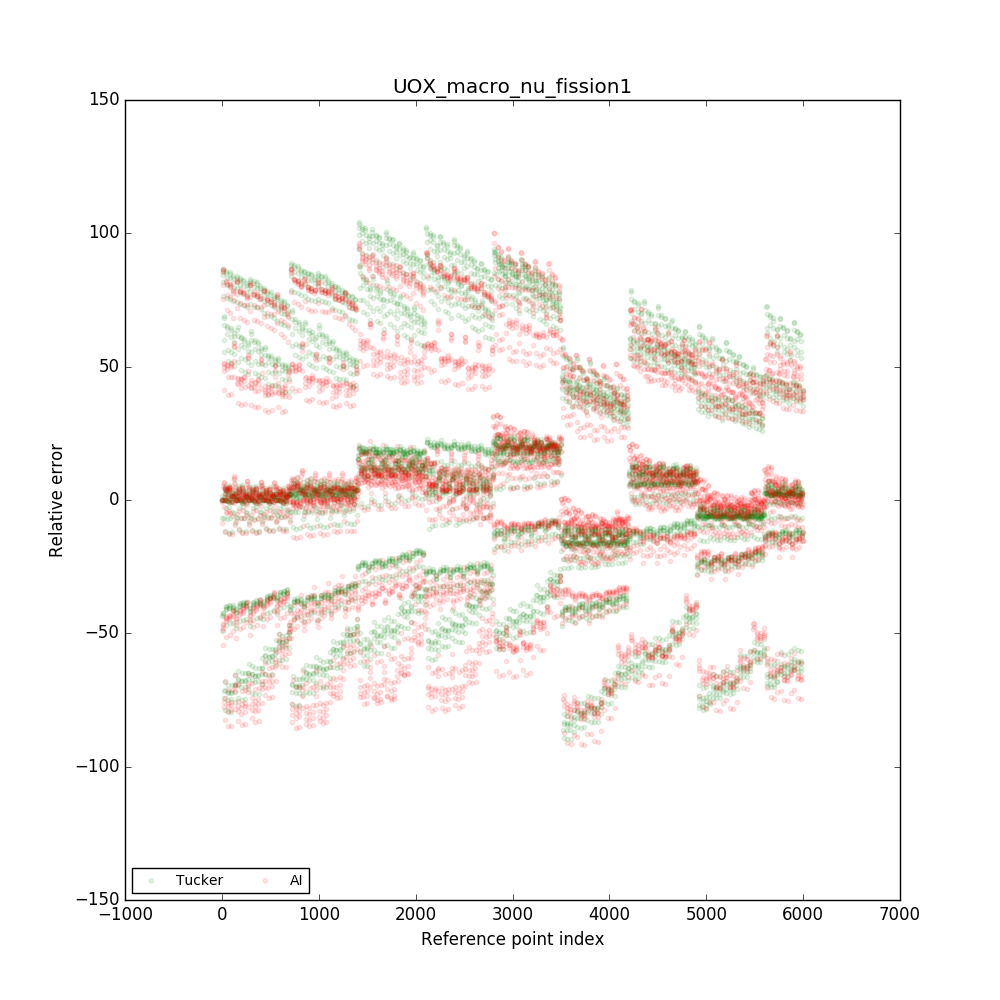 UOX_macro_nu_fission1
150
100
50
0
−50
−100
−150
Relative error
Tucker AI
−1000 0 1000 2000 3000 4000 5000 6000 7000
Reference point index